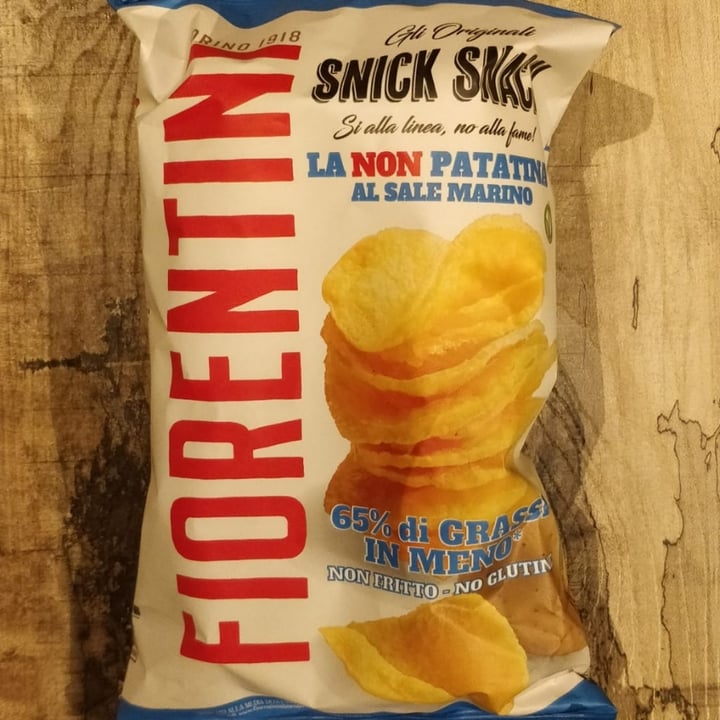 TORINO 1918
FIORENTINI
Gli Originali
SNICK SNACK
Si alla linea, no alla fame!
LA NON PATATINA
AL SALE MARINO
65% di GRASSI
IN MENO*
NON FRITTO - NO GLUTINE